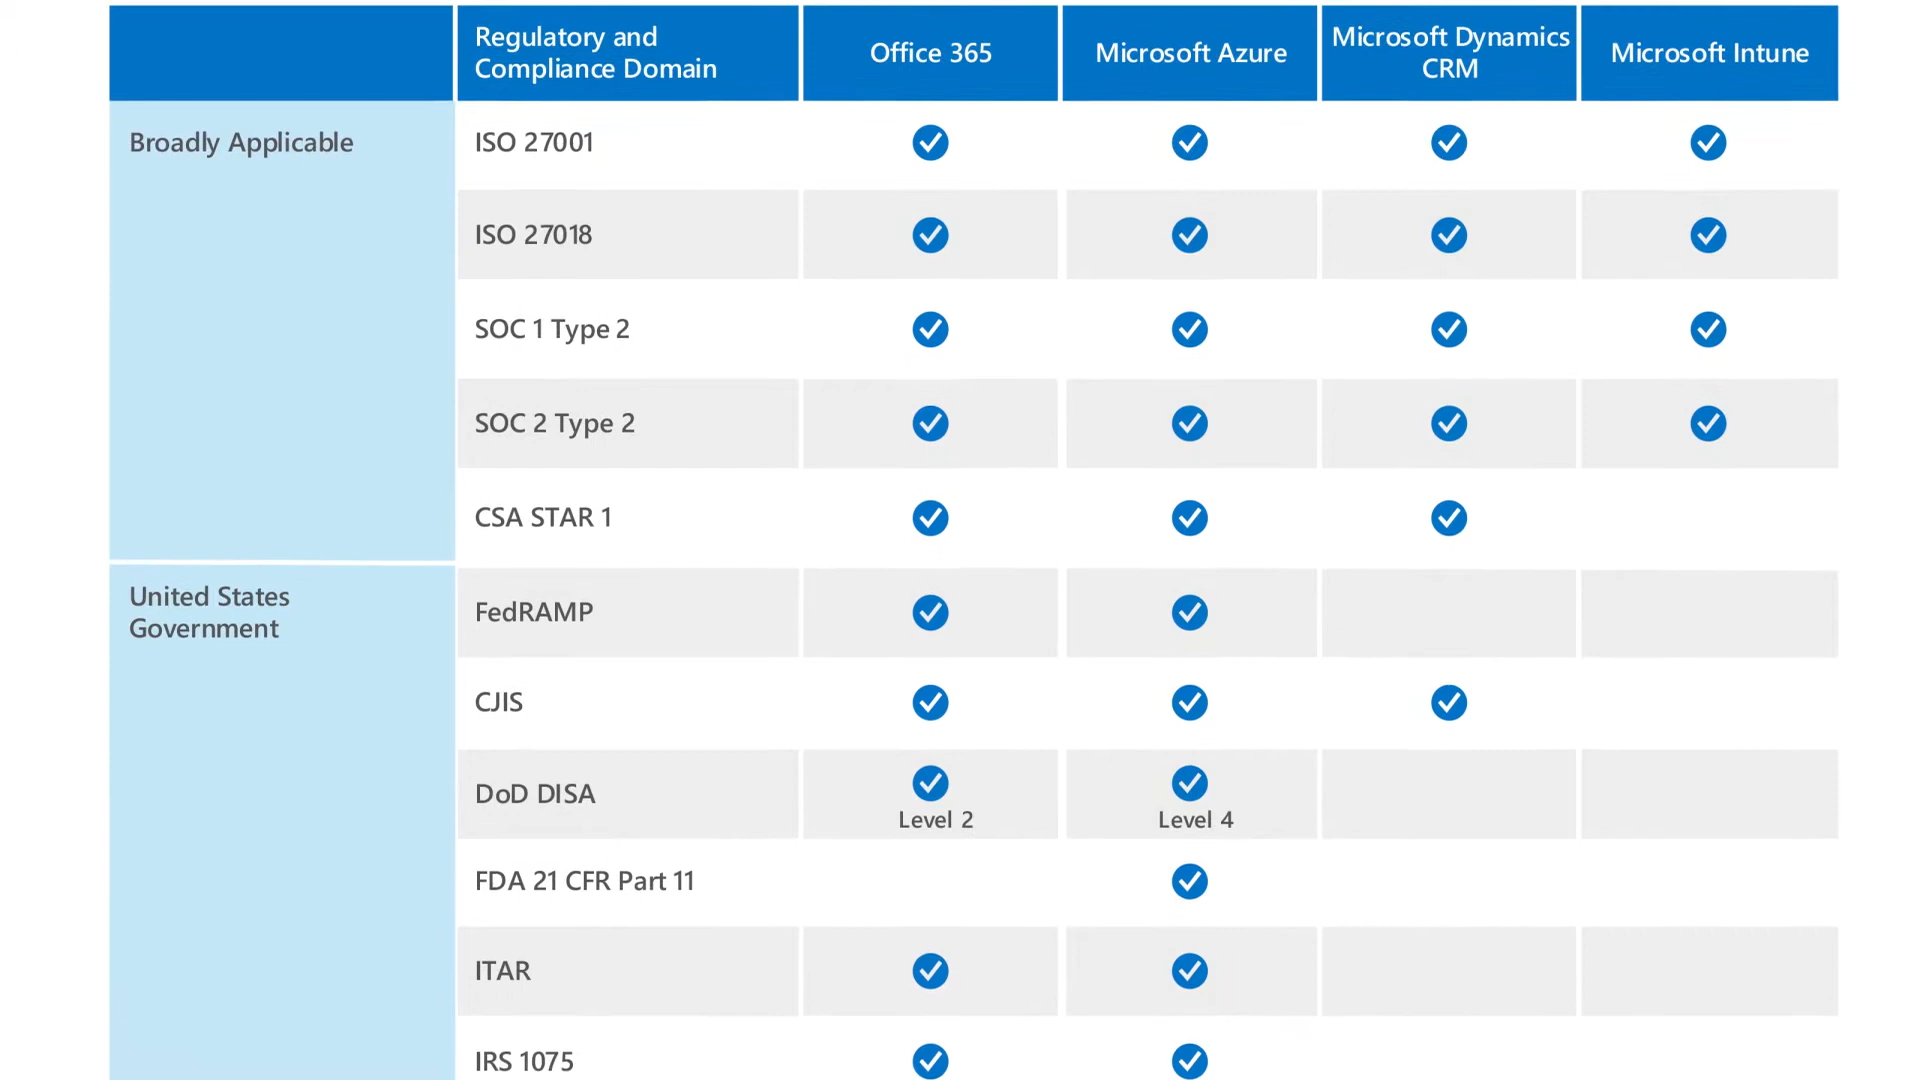 Regulatory and
Compliance Domain
Office 365
Microsoft Azure
Microsoft Dynamics
CRM
Microsoft Intune
Broadly Applicable
ISO 27001
ISO 27018
SOC 1 Type 2
SOC 2 Type 2
CSA STAR 1
United States
Government
FedRAMP
CJIS
DoD DISA
Level 2
Level 4
FDA 21 CFR Part 11
ITAR
IRS 1075